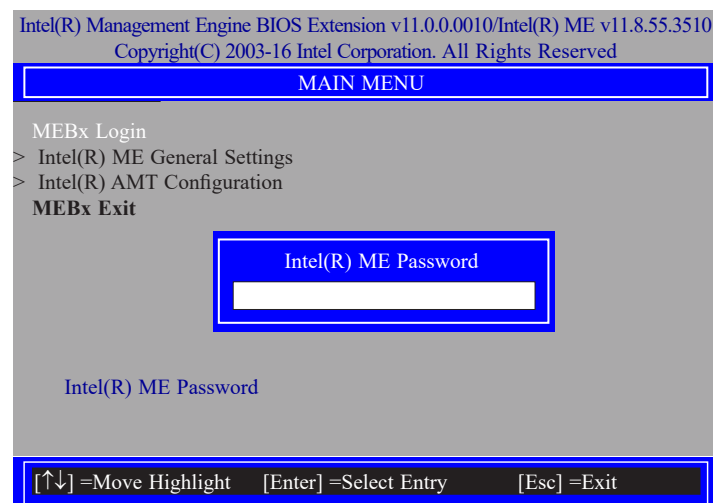 Intel(R) Management Engine BIOS Extension v11.0.0.0010/Intel(R) ME v11.8.55.3510
Copyright(C) 2003-16 Intel Corporation. All Rights Reserved
MAIN MENU
MEBx Login
> Intel(R) ME General Settings
> Intel(R) AMT Configuration
MEBx Exit
Intel(R) ME Password
Intel(R) ME Password
[↑↓] =Move Highlight [Enter] =Select Entry [Esc] =Exit